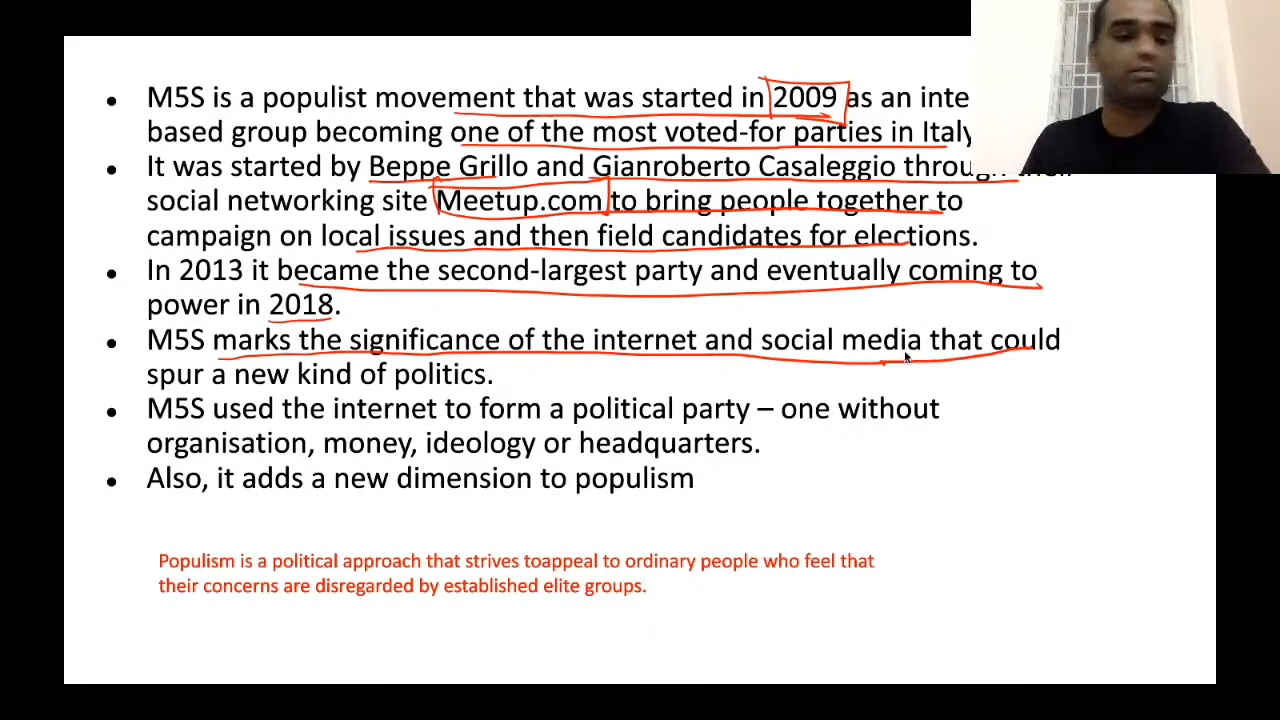 M5S is a populist movement that was started in 2009 as an inte
based group becoming one of the most voted-for parties in Italy
It was started by Beppe Grillo and Gianroberto Casaleggio through
social networking site Meetup.com to bring people together to
campaign on local issues and then field candidates for elections.
In 2013 it became the second-largest party and eventually coming to
power in 2018.
M5S marks the significance of the internet and social media that could
spur a new kind of politics.
M5S used the internet to form a political party – one without
organisation, money, ideology or headquarters.
Also, it adds a new dimension to populism
Populism is a political approach that strives toappeal to ordinary people who feel that
their concerns are disregarded by established elite groups.